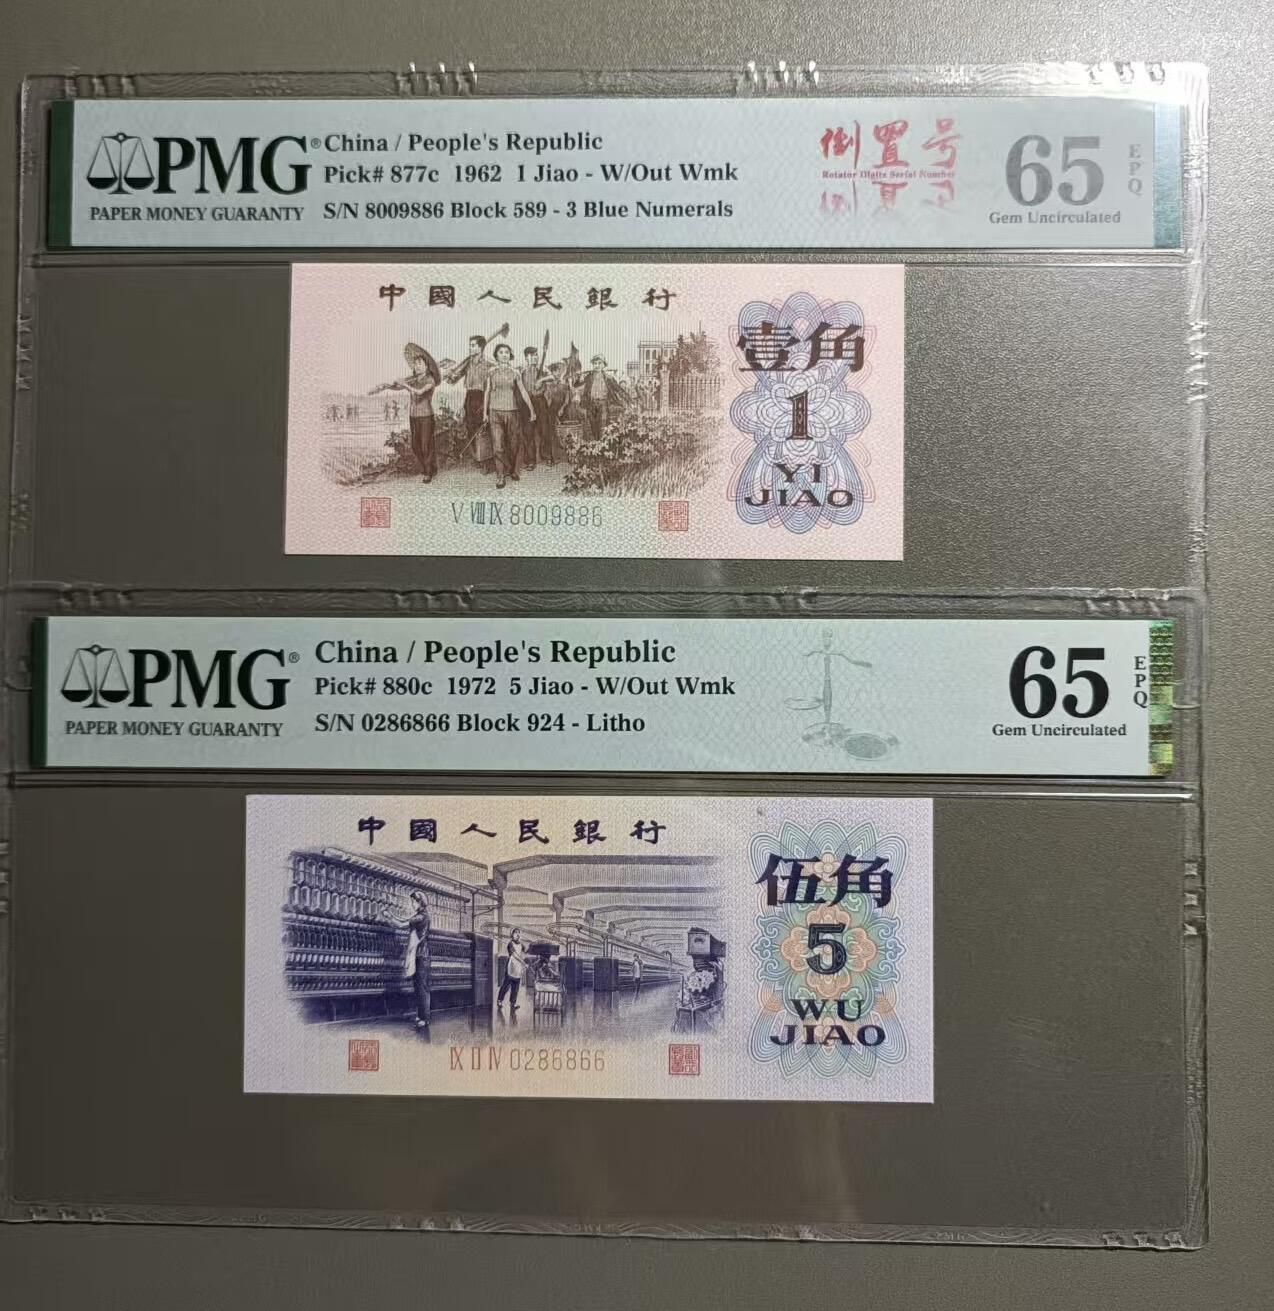 PMG®
PAPER MONEY GUARANTY
China / People's Republic
Pick# 877c 1962 1 Jiao - W/Out Wmk
S/N 8009886 Block 589 - 3 Blue Numerals
倒置号
Rotator Digits Serial Number
65
EPQ
Gem Uncirculated
中國人民銀行
壹角
1
YI
JIAO
V VIII IX 8009886
PMG®
PAPER MONEY GUARANTY
China / People's Republic
Pick# 880c 1972 5 Jiao - W/Out Wmk
S/N 0286866 Block 924 - Litho
65
EPQ
Gem Uncirculated
中國人民銀行
伍角
5
WU
JIAO
IX II IV 0286866